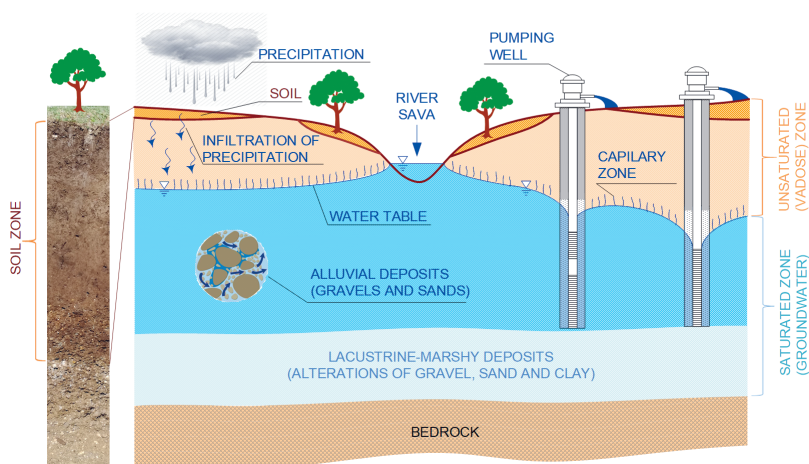 PRECIPITATION
SOIL
RIVER
SAVA
PUMPING
WELL
INFILTRATION OF
PRECIPITATION
CAPILARY
ZONE
WATER TABLE
ALLUVIAL DEPOSITS
(GRAVELS AND SANDS)
LACUSTRINE-MARSHY DEPOSITS
(ALTERATIONS OF GRAVEL, SAND AND CLAY)
BEDROCK
SOIL ZONE
UNSATURATED
(VADOSE) ZONE
SATURATED ZONE
(GROUNDWATER)